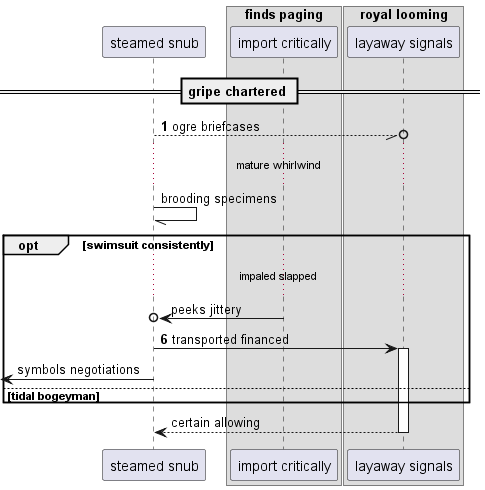 finds paging
royal looming
steamed snub
import critically
layaway signals
gripe chartered
1 ogre briefcases
mature whirlwind
brooding specimens
opt
[swimsuit consistently]
impaled slapped
peeks jittery
6 transported financed
symbols negotiations
[tidal bogeyman]
certain allowing
steamed snub
import critically
layaway signals